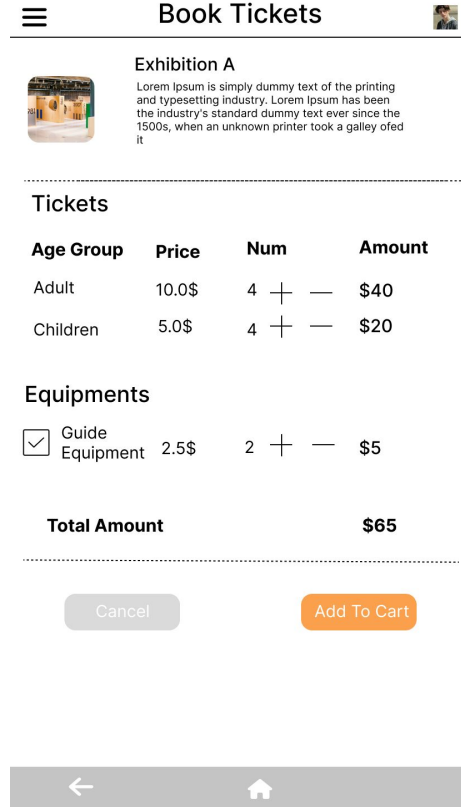 Book Tickets
Exhibition A
Lorem Ipsum is simply dummy text of the printing
and typesetting industry. Lorem Ipsum has been
the industry's standard dummy text ever since the
1500s, when an unknown printer took a galley ofed
it
Tickets
Age Group Price Num Amount
Adult 10.0$ 4 + — $40
Children 5.0$ 4 + — $20
Equipments
Guide
Equipment 2.5$ 2 + — $5
Total Amount $65
Cancel Add To Cart